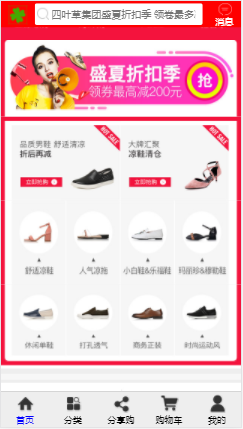 四叶草集团盛夏折扣季 领卷最多
消息
盛夏折扣季
领券最高减200元
抢
HOT SALE
HOT SALE
品质男鞋 舒适清凉
折后再减
立即抢购
大牌汇聚
凉鞋清仓
立即抢购
舒适凉鞋
人气凉拖
小白鞋&乐福鞋
玛丽珍&穆勒鞋
休闲单鞋
打孔透气
商务正装
时尚运动风
首页
分类
分享购
购物车
我的